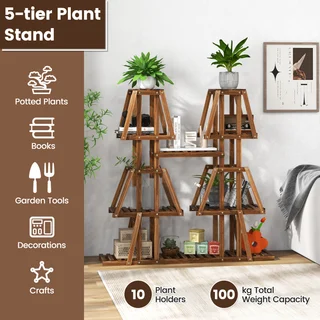 5-tier Plant
Stand
Potted Plants
Books
Garden Tools
Decorations
Crafts
10
Plant
Holders
100
kg Total
Weight Capacity